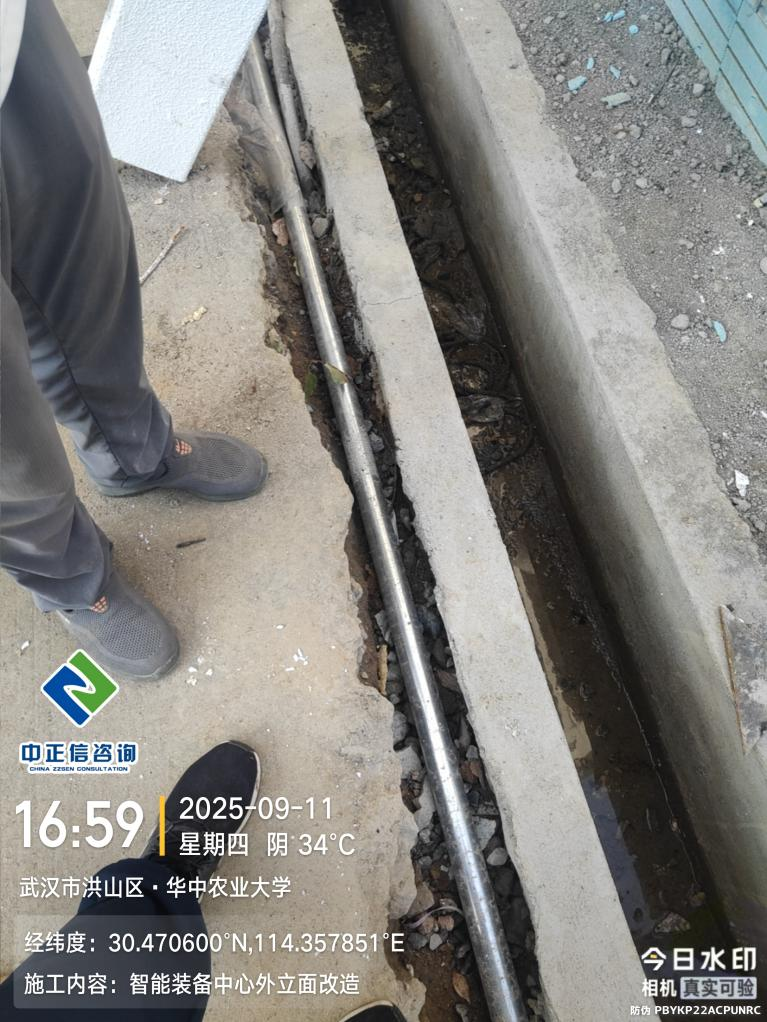 中正信咨询
CHINA ZZSEN CONSULTATION
16:59
2025-09-11
星期四 阴 34°C
武汉市洪山区·华中农业大学
经纬度：30.470600°N,114.357851°E
施工内容：智能装备中心外立面改造
今日水印
相机 真实可验
防伪 PBYKP22ACPUNRC